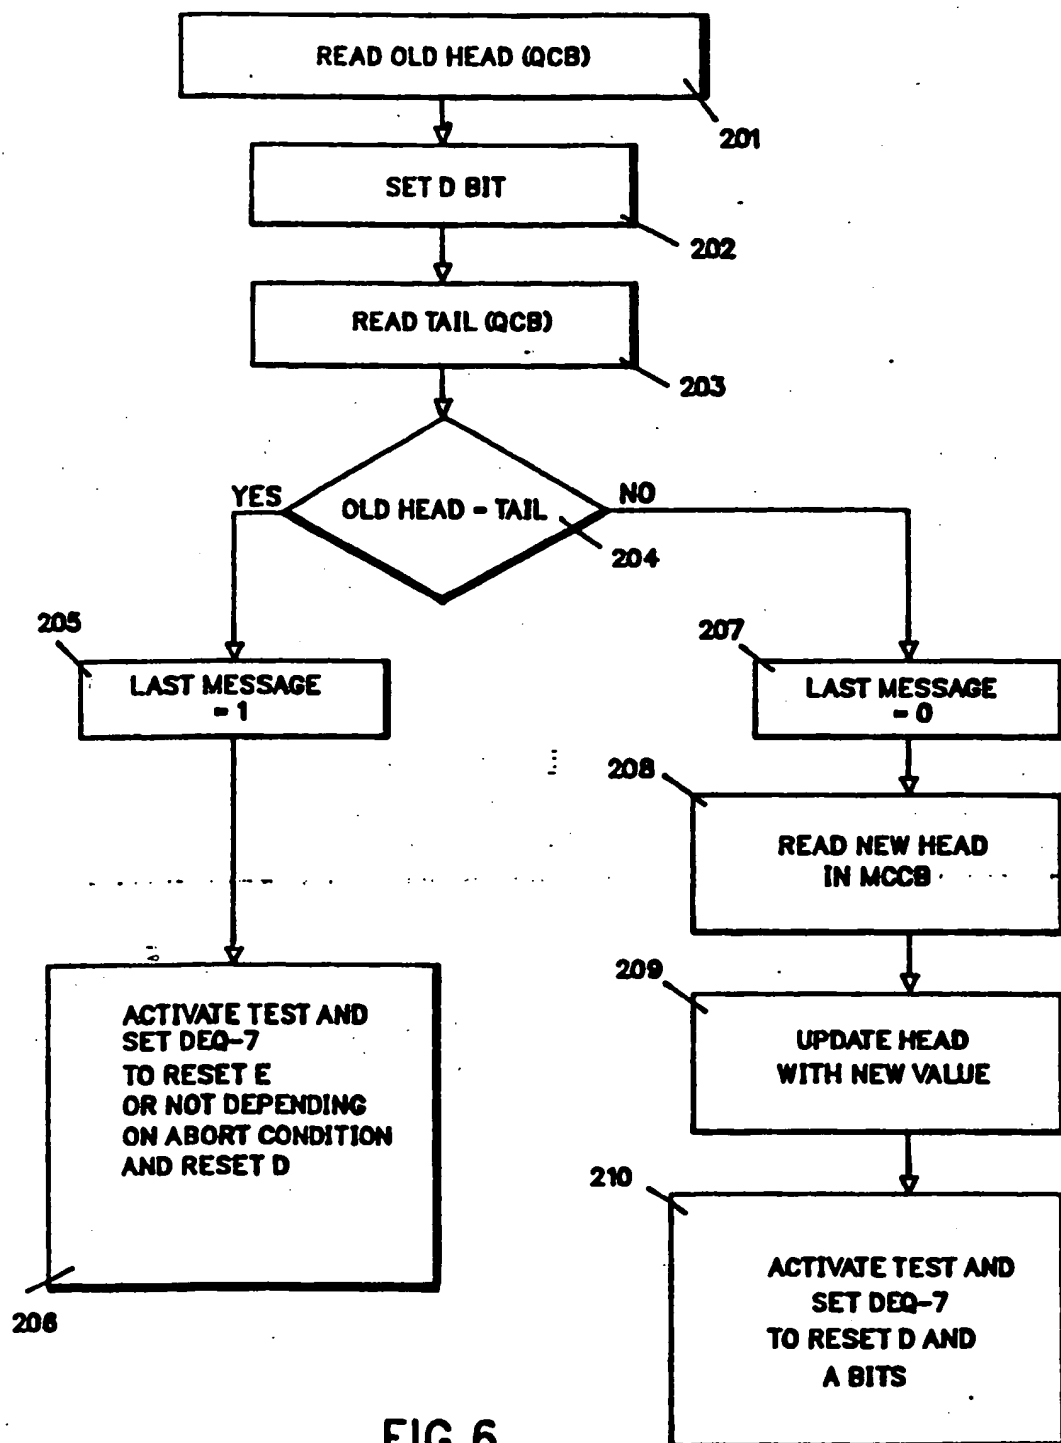 READ OLD HEAD (QCB)
201
SET D BIT
202
READ TAIL (QCB)
203
YES
OLD HEAD = TAIL
NO
204
205
LAST MESSAGE
= 1
207
LAST MESSAGE
= 0
208
READ NEW HEAD
IN MCCB
209
UPDATE HEAD
WITH NEW VALUE
ACTIVATE TEST AND
SET DEQ-7
TO RESET E
OR NOT DEPENDING
ON ABORT CONDITION
AND RESET D
206
210
ACTIVATE TEST AND
SET DEQ-7
TO RESET D AND
A BITS
FIG 6